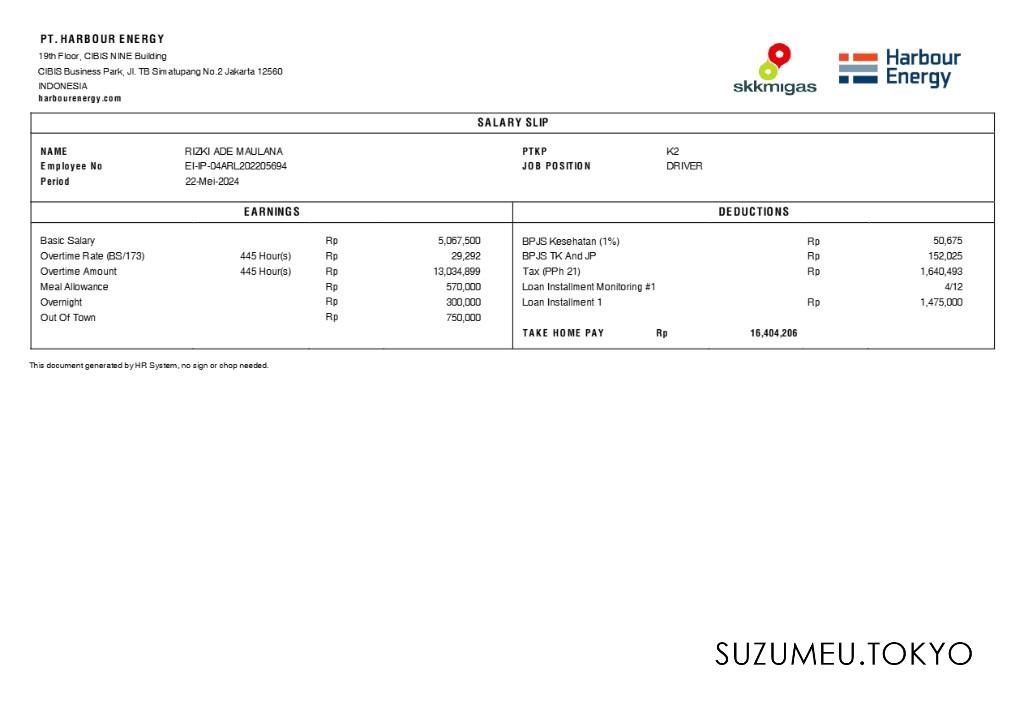 PT. HARBOUR ENERGY
19th Floor, CIBIS NINE Building
CIBIS Business Park, Jl. TB Simatupang No.2 Jakarta 12560
INDONESIA
harbourenergy.com
skkmigas
Harbour
Energy
SALARY SLIP
NAME RIZKI ADE MAULANA PTKP K2
Employee No EI-IP-04ARL202205694 JOB POSITION DRIVER
Period 22-Mei-2024
EARNINGS DEDUCTIONS
Basic Salary Rp 5,067,500 BPJS Kesehatan (1%) Rp 50,675
Overtime Rate (BS/173) 445 Hour(s) Rp 29,292 BPJS TK And JP Rp 152,025
Overtime Amount 445 Hour(s) Rp 13,034,899 Tax (PPh 21) Rp 1,640,493
Meal Allowance Rp 570,000 Loan Installment Monitoring #1 4/12
Overnight Rp 300,000 Loan Installment 1 Rp 1,475,000
Out Of Town Rp 750,000
TAKE HOME PAY Rp 16,404,206
This document generated by HR System, no sign or chop needed.
SUZUMEU.TOKYO